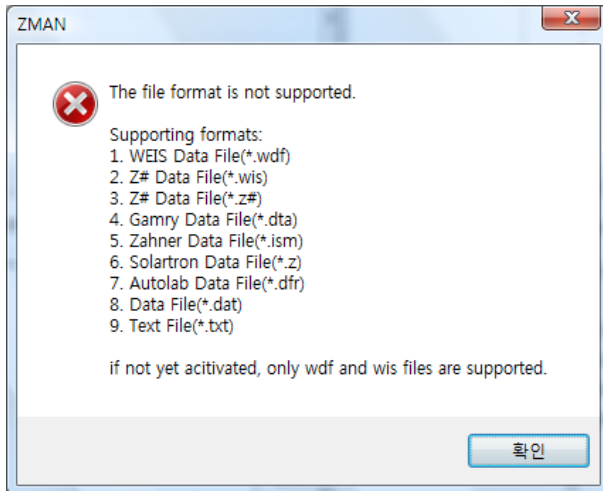 ZMAN
The file format is not supported.
Supporting formats:
1. WEIS Data File(*.wdf)
2. Z# Data File(*.wis)
3. Z# Data File(*.z#)
4. Gamry Data File(*.dta)
5. Zahner Data File(*.ism)
6. Solartron Data File(*.z)
7. Autolab Data File(*.dfr)
8. Data File(*.dat)
9. Text File(*.txt)
if not yet acitivated, only wdf and wis files are supported.
확인